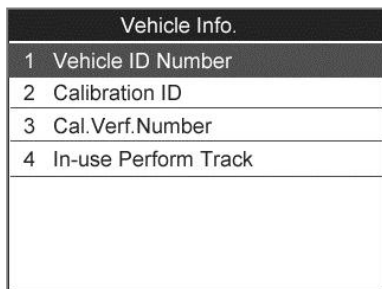 Vehicle Info.
1 Vehicle ID Number
2 Calibration ID
3 Cal.Verf.Number
4 In-use Perform Track